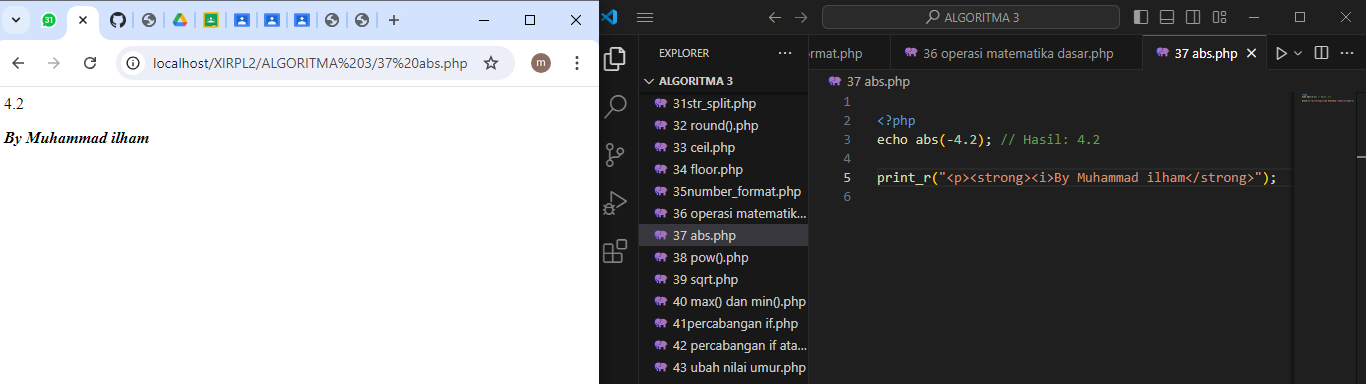 31
localhost/XIRPL2/ALGORITMA%203/37%20abs.php
m
4.2
By Muhammad ilham
ALGORITMA 3
EXPLORER
ALGORITMA 3
31str_split.php
32 round().php
33 ceil.php
34 floor.php
35number_format.php
36 operasi matematik...
37 abs.php
38 pow().php
39 sqrt.php
40 max() dan min().php
41percabangan if.php
42 percabangan if ata...
43 ubah nilai umur.php
ormat.php
36 operasi matematika dasar.php
37 abs.php
37 abs.php
1
2 <?php
3 echo abs(-4.2); // Hasil: 4.2
4
5 print_r("<p><strong><i>By Muhammad ilham</strong>");
6